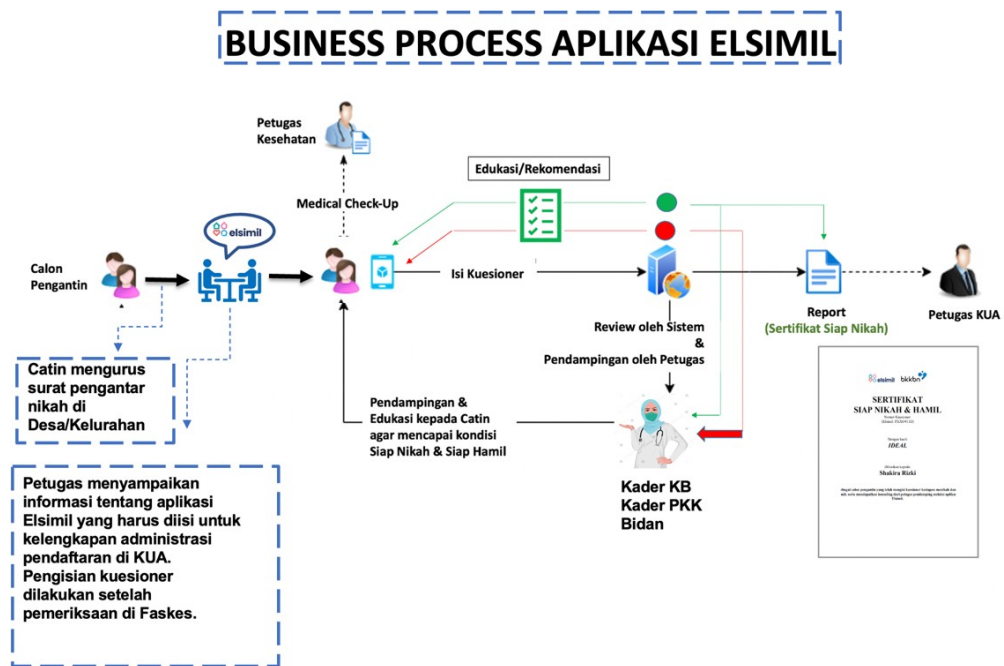 BUSINESS PROCESS APLIKASI ELSIMIL
Petugas
Kesehatan
Edukasi/Rekomendasi
Medical Check-Up
elsimil
Calon
Pengantin
Isi Kuesioner
Report
(Sertifikat Siap Nikah)
Petugas KUA
Review oleh Sistem
&
Pendampingan oleh Petugas
Catin mengurus
surat pengantar
nikah di
Desa/Kelurahan
Pendampingan &
Edukasi kepada Catin
agar mencapai kondisi
Siap Nikah & Siap Hamil
Kader KB
Kader PKK
Bidan
Petugas menyampaikan
informasi tentang aplikasi
Elsimil yang harus diisi untuk
kelengkapan administrasi
pendaftaran di KUA.
Pengisian kuesioner
dilakukan setelah
pemeriksaan di Faskes.
elsimil bkkbn
SERTIFIKAT
SIAP NIKAH & HAMIL
IDEAL
Shakira Rizki